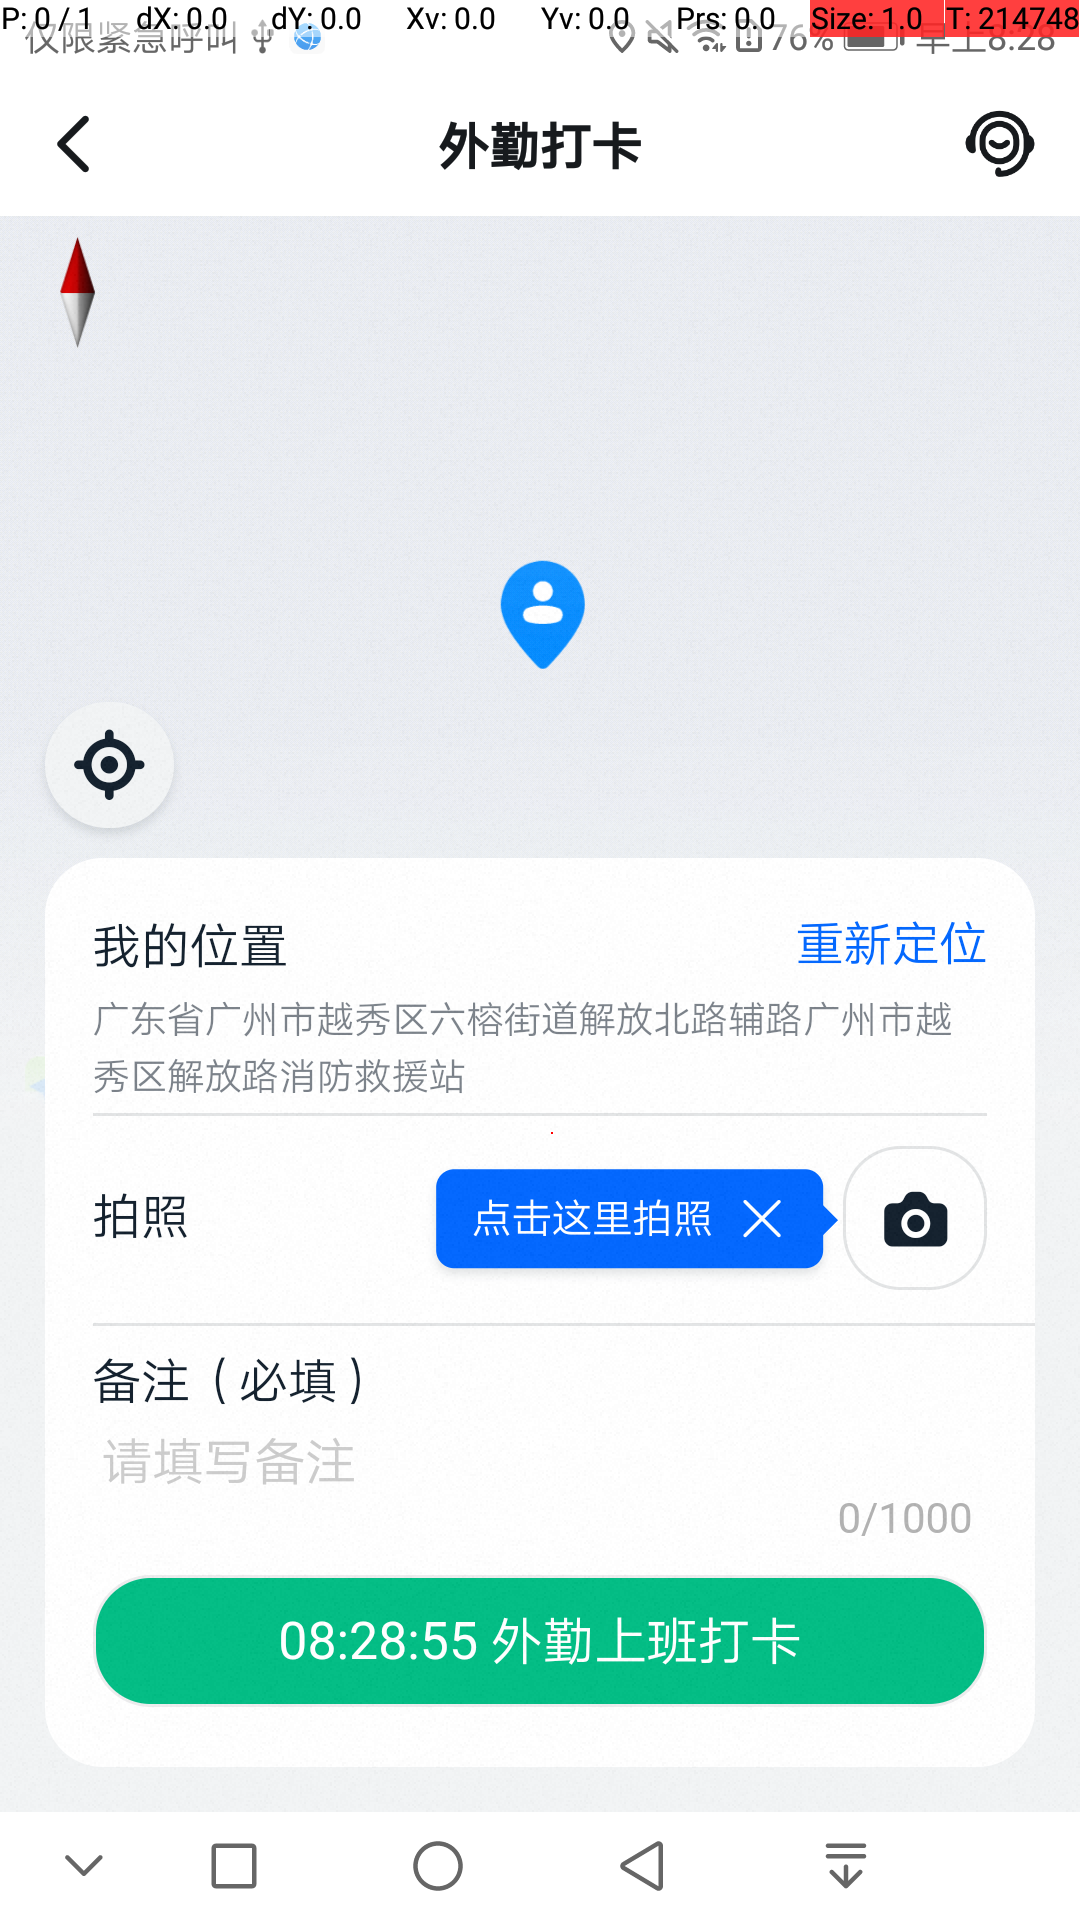 P: 0 / 1 dX: 0.0 dY: 0.0 Xv: 0.0 Yv: 0.0 Prs: 0.0 Size: 1.0 T: 214748
仅限紧急呼叫 76% 早上8:28
外勤打卡
我的位置 重新定位
广东省广州市越秀区六榕街道解放北路辅路广州市越
秀区解放路消防救援站
拍照 点击这里拍照
备注（必填）
请填写备注
0/1000
08:28:55 外勤上班打卡